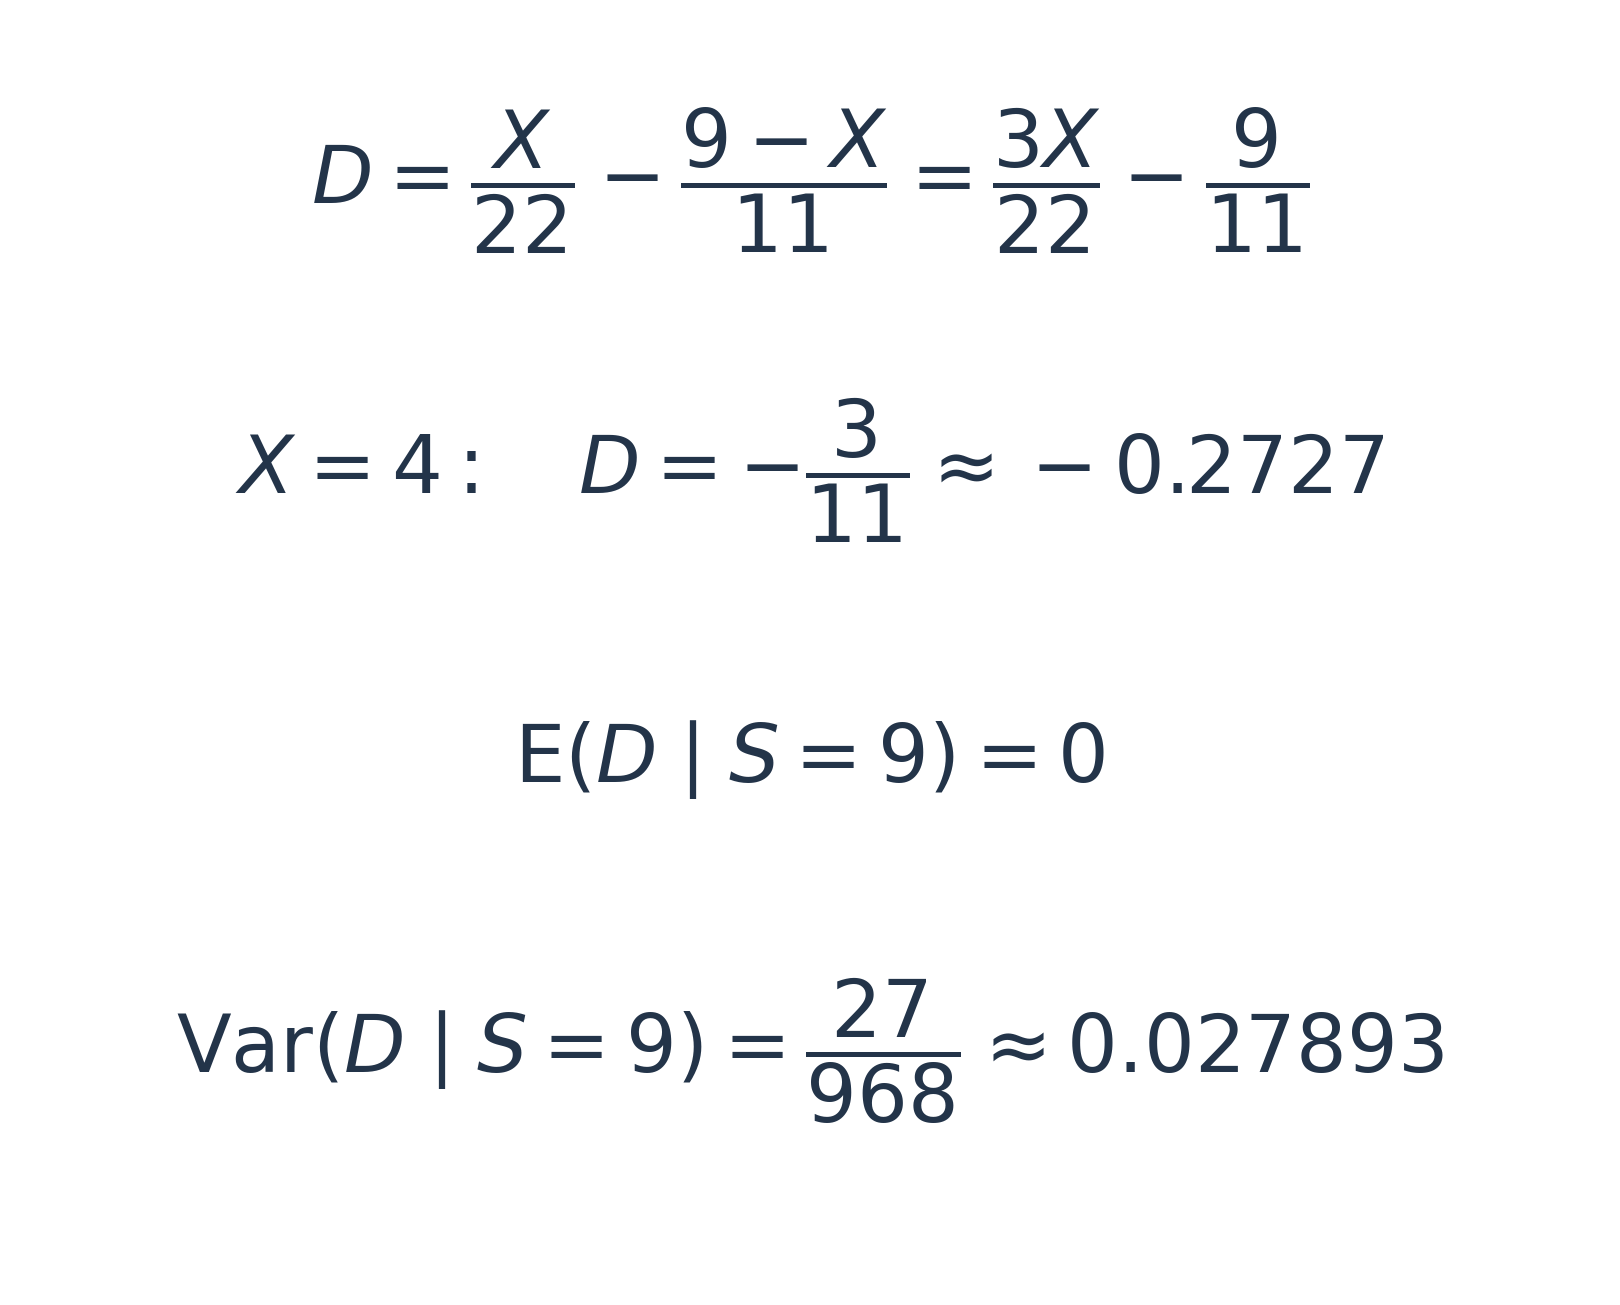 D = X/22 − (9 − X)/11 = 3X/22 − 9/11
X = 4 : D = −3/11 ≈ −0.2727
E(D | S = 9) = 0
Var(D | S = 9) = 27/968 ≈ 0.027893